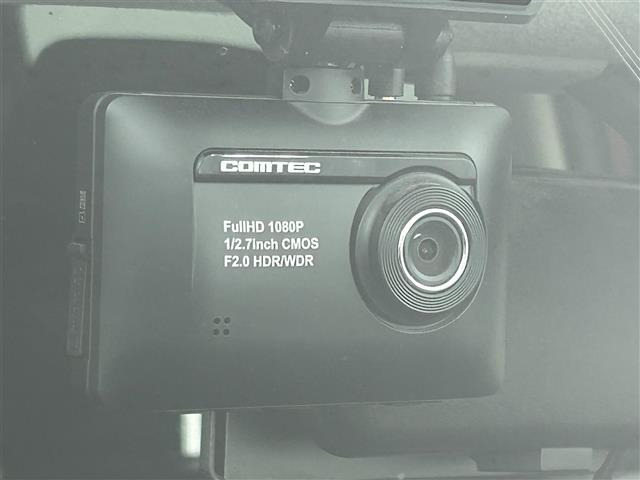 COMTEC
FullHD 1080P
1/2.7inch CMOS
F2.0 HDR/WDR